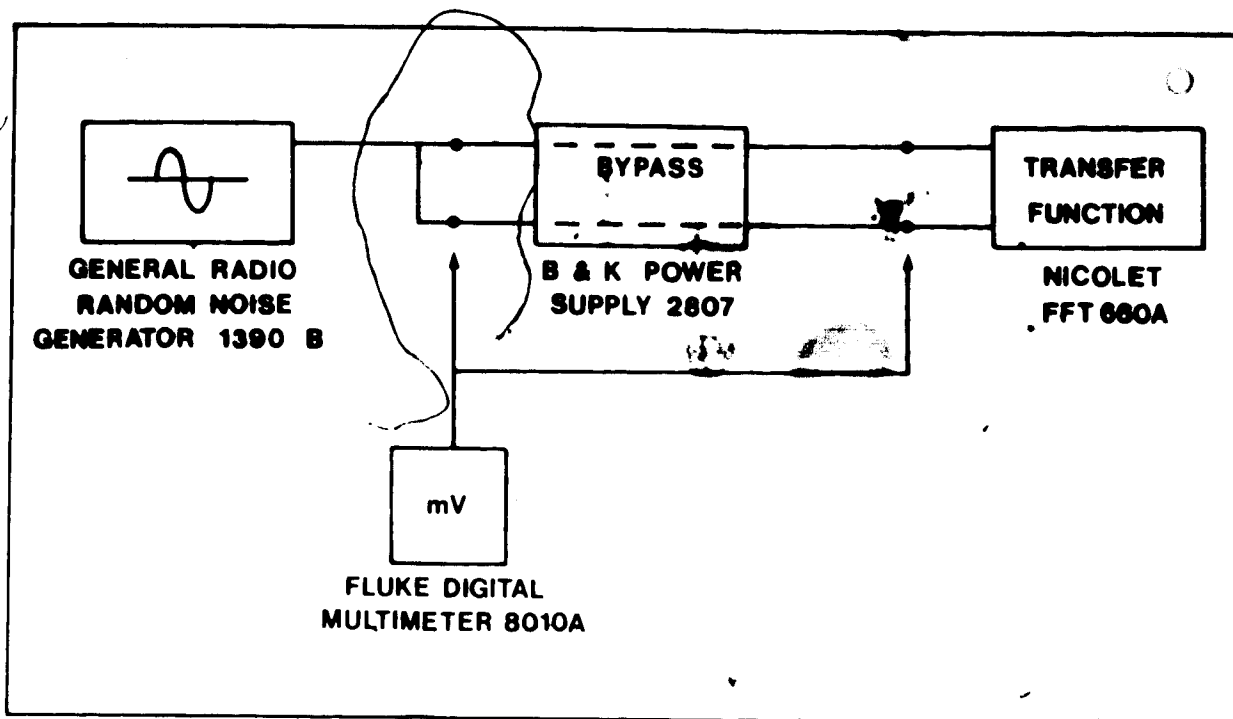 BYPASS
TRANSFER
FUNCTION
GENERAL RADIO
RANDOM NOISE
GENERATOR 1390 B
B & K POWER
SUPPLY 2807
NICOLET
FFT 660A
mV
FLUKE DIGITAL
MULTIMETER 8010A